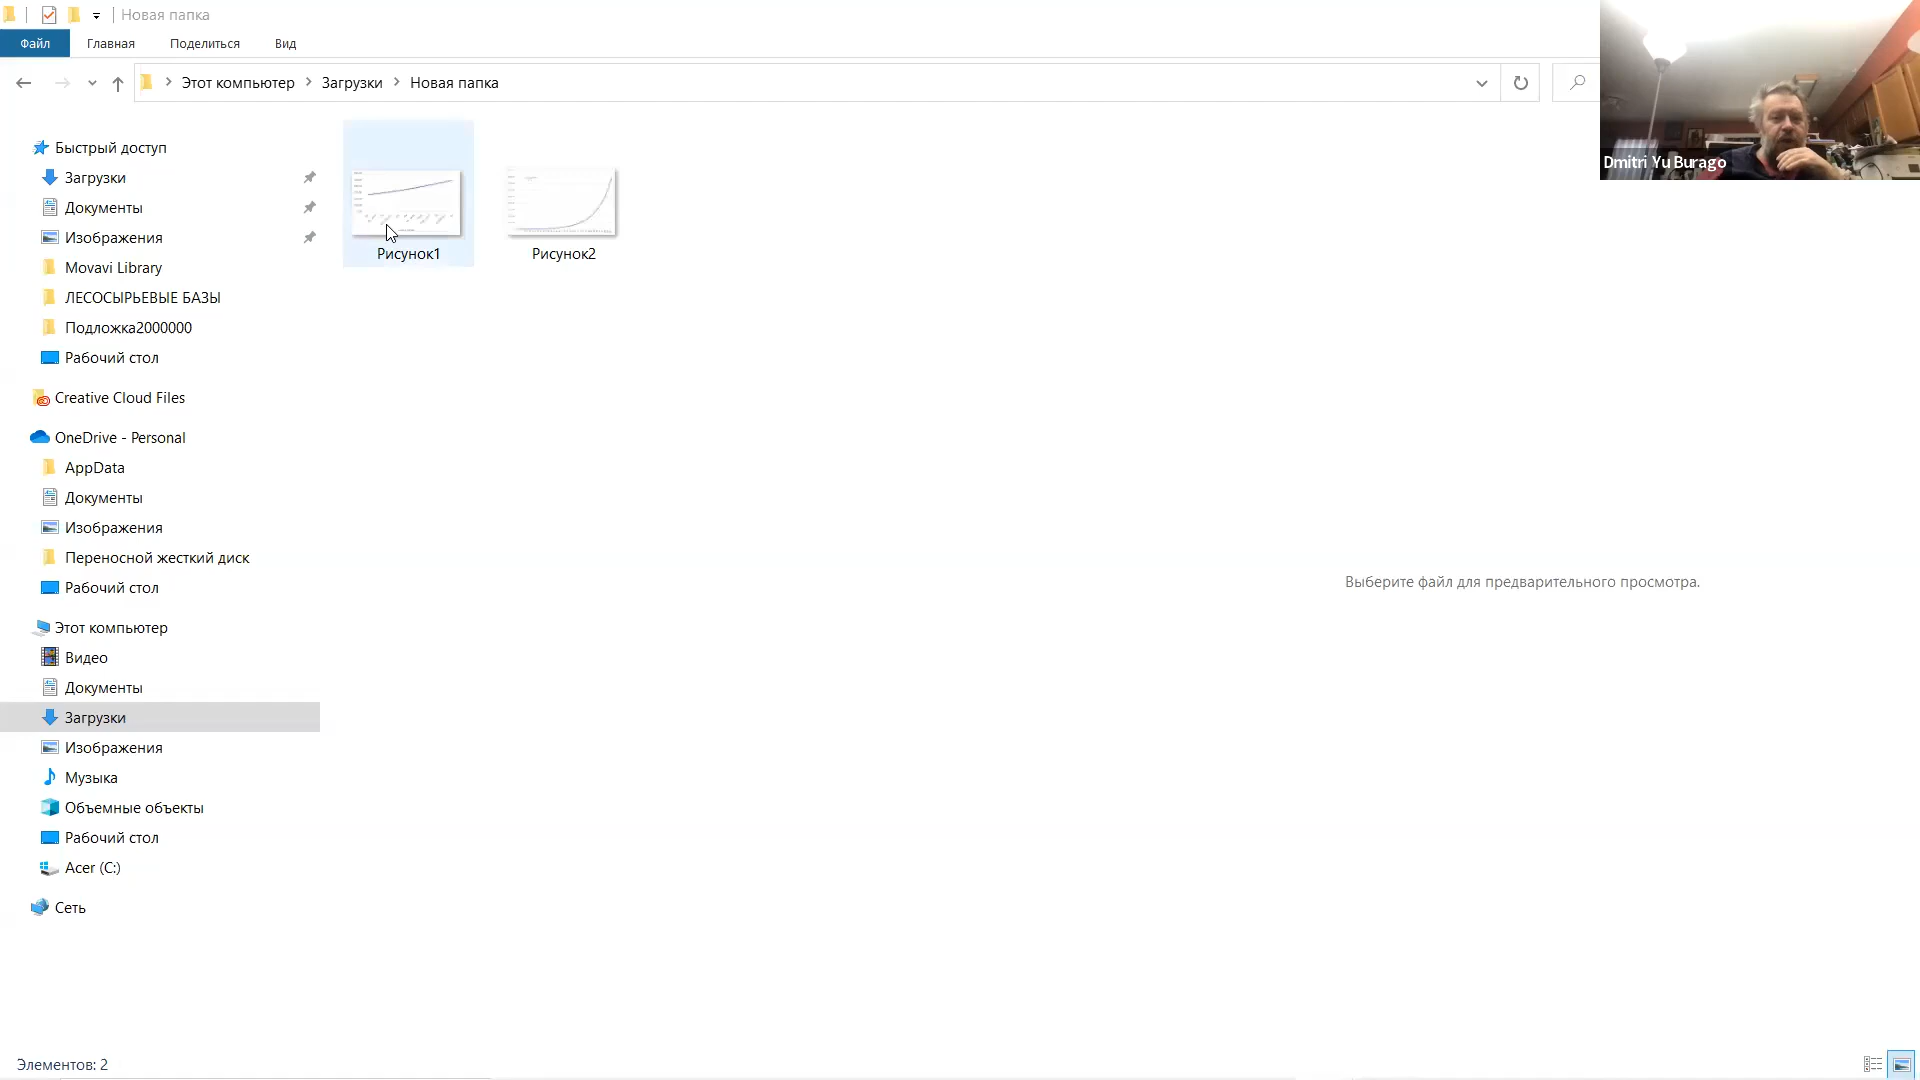 Новая папка
Файл
Главная
Поделиться
Вид
Этот компьютер
Загрузки
Новая папка
Dmitri Yu Burago
Быстрый доступ
Загрузки
Документы
Изображения
Movavi Library
ЛЕСОСЫРЬЕВЫЕ БАЗЫ
Подложка2000000
Рабочий стол
Creative Cloud Files
OneDrive - Personal
AppData
Документы
Изображения
Переносной жесткий диск
Рабочий стол
Этот компьютер
Видео
Документы
Загрузки
Изображения
Музыка
Объемные объекты
Рабочий стол
Acer (C:)
Сеть
Рисунок1
Рисунок2
Выберите файл для предварительного просмотра.
Элементов: 2